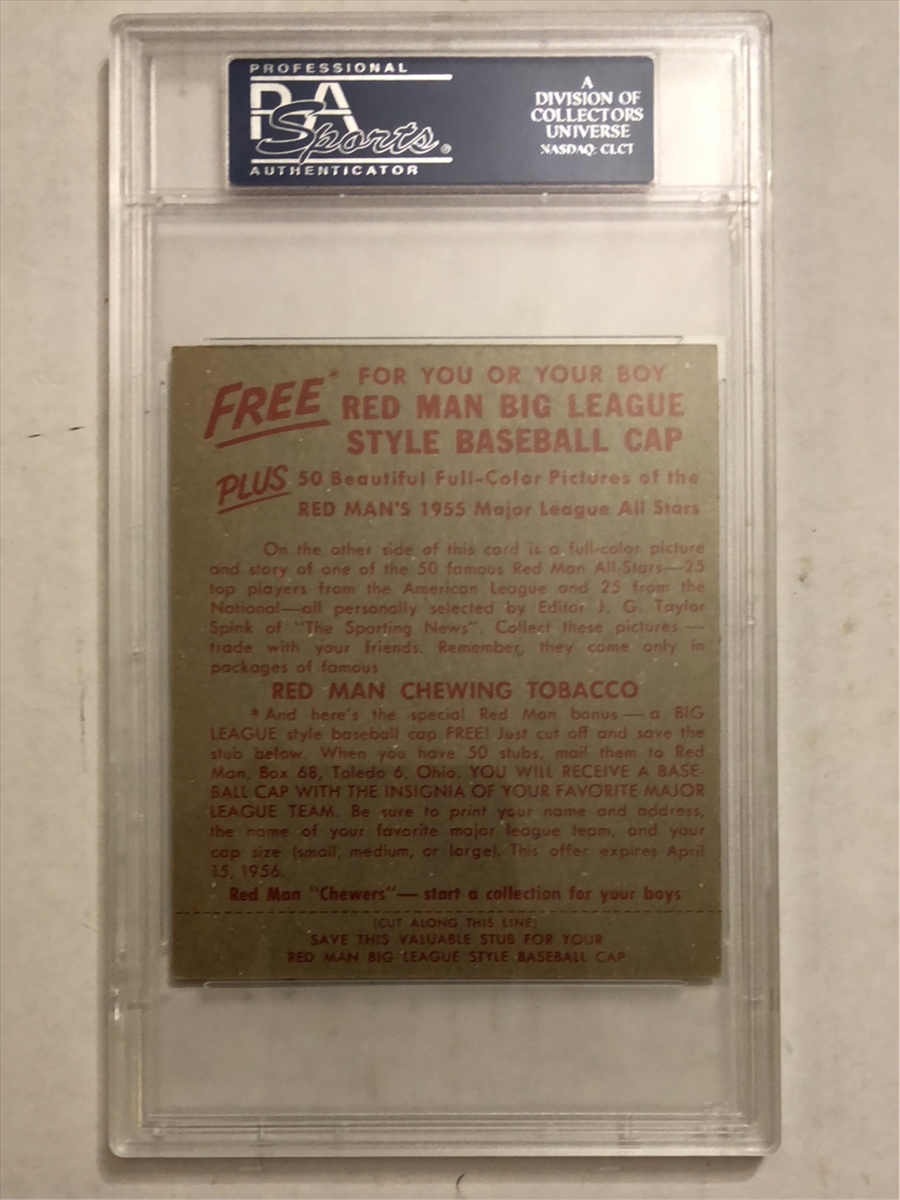 PROFESSIONAL
PSA
Sports®
AUTHENTICATOR
A
DIVISION OF
COLLECTORS
UNIVERSE
NASDAQ: CLCT
FREE* FOR YOU OR YOUR BOY
RED MAN BIG LEAGUE
STYLE BASEBALL CAP
PLUS 50 Beautiful Full-Color Pictures of the
RED MAN'S 1955 Major League All Stars
On the other side of this card is a full-color picture
and story of one of the 50 famous Red Man All-Stars—25
top players from the American League and 25 from the
National—all personally selected by Editor J. G. Taylor
Spink of "The Sporting News". Collect these pictures—
trade with your friends. Remember, they come only in
packages of famous
RED MAN CHEWING TOBACCO
* And here's the special Red Man bonus—a BIG
LEAGUE style baseball cap FREE! Just cut off and save the
stub below. When you have 50 stubs, mail them to Red
Man, Box 68, Toledo 6, Ohio. YOU WILL RECEIVE A BASE-
BALL CAP WITH THE INSIGNIA OF YOUR FAVORITE MAJOR
LEAGUE TEAM. Be sure to print your name and address,
the name of your favorite major league team, and your
cap size (small, medium, or large). This offer expires April
15, 1956.
Red Man "Chewers"—start a collection for your boys
(CUT ALONG THIS LINE)
SAVE THIS VALUABLE STUB FOR YOUR
RED MAN BIG LEAGUE STYLE BASEBALL CAP